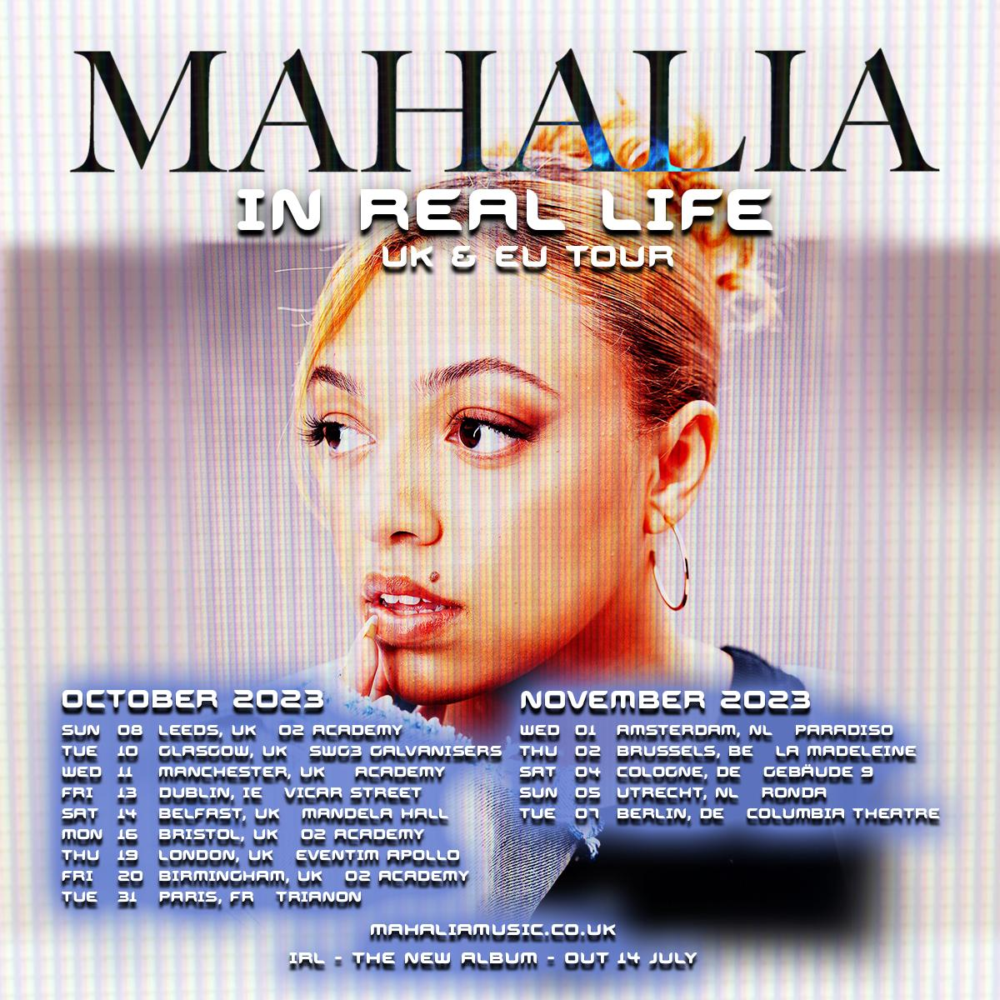 MAHALIA
IN REAL LIFE
UK & EU TOUR
OCTOBER 2023
SUN 08 LEEDS, UK O2 ACADEMY
TUE 10 GLASGOW, UK SWG3 GALVANISERS
WED 11 MANCHESTER, UK ACADEMY
FRI 13 DUBLIN, IE VICAR STREET
SAT 14 BELFAST, UK MANDELA HALL
MON 16 BRISTOL, UK O2 ACADEMY
THU 19 LONDON, UK EVENTIM APOLLO
FRI 20 BIRMINGHAM, UK O2 ACADEMY
TUE 31 PARIS, FR TRIANON
NOVEMBER 2023
WED 01 AMSTERDAM, NL PARADISO
THU 02 BRUSSELS, BE LA MADELEINE
SAT 04 COLOGNE, DE GEBÄUDE 9
SUN 05 UTRECHT, NL RONDA
TUE 07 BERLIN, DE COLUMBIA THEATRE
MAHALIAMUSIC.CO.UK
IRL - THE NEW ALBUM - OUT 14 JULY